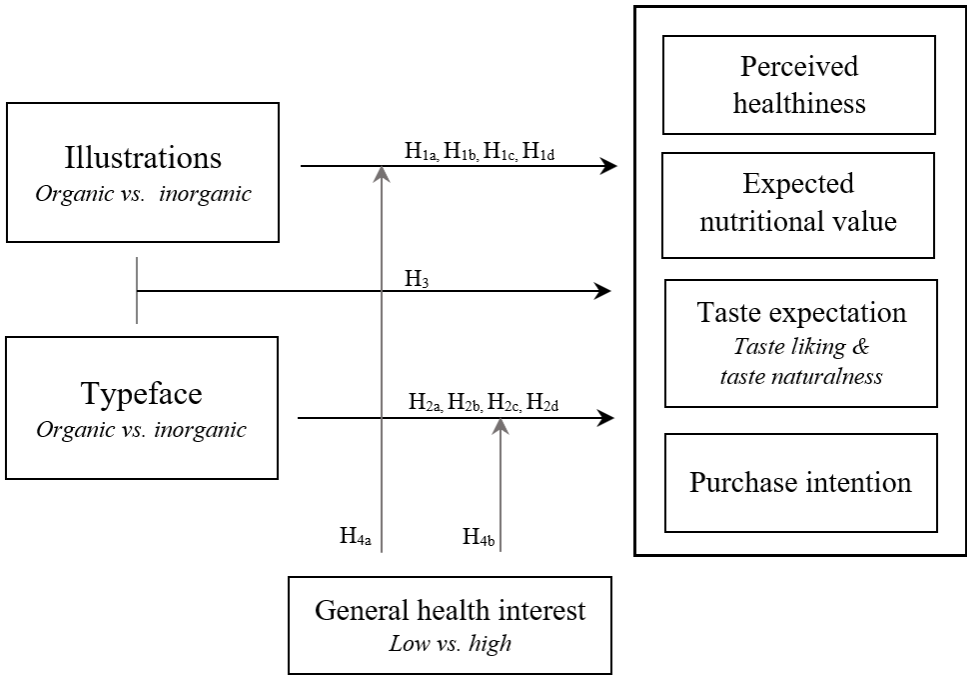 Illustrations
Organic vs.  inorganic
Typeface
Organic vs. inorganic
H1a, H1b, H1c, H1d
H3
H2a, H2b, H2c, H2d
H4a
H4b
General health interest
Low vs. high
Perceived
healthiness
Expected
nutritional value
Taste expectation
Taste liking &
taste naturalness
Purchase intention